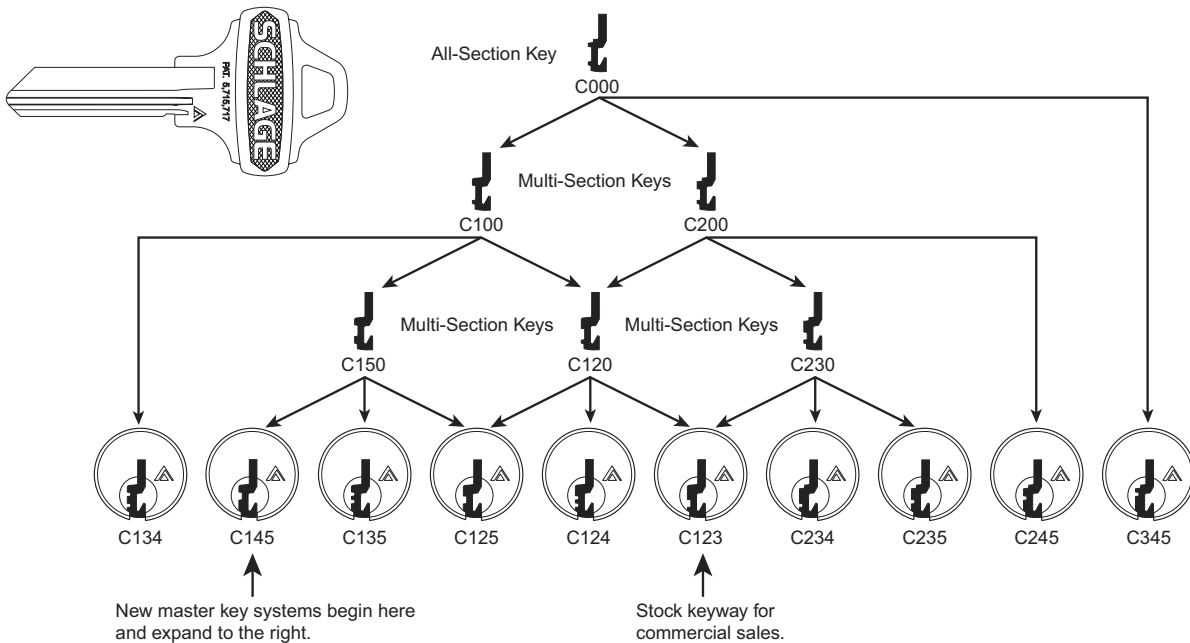 SCHLAGE
PAT. 5,715,717
All-Section Key
C000
Multi-Section Keys
C100
C200
Multi-Section Keys
Multi-Section Keys
C150
C120
C230
C134
C145
C135
C125
C124
C123
C234
C235
C245
C345
New master key systems begin here
and expand to the right.
Stock keyway for
commercial sales.